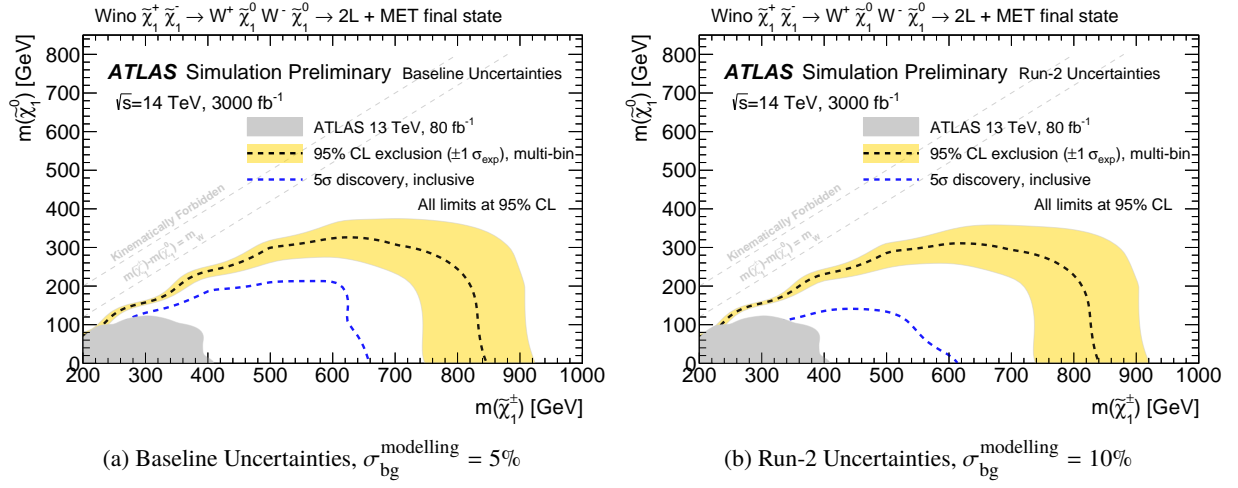 Wino χ̃₁⁺ χ̃₁⁻ → W⁺ χ̃₁⁰ W⁻ χ̃₁⁰ → 2L + MET final state
m(χ̃₁⁰) [GeV]
800
700
600
500
400
300
200
100
0
ATLAS Simulation Preliminary Baseline Uncertainties
√s=14 TeV, 3000 fb⁻¹
ATLAS 13 TeV, 80 fb⁻¹
95% CL exclusion (±1 σ_exp), multi-bin
5σ discovery, inclusive
All limits at 95% CL
Kinematically Forbidden
m(χ̃₁^±)-m(χ̃₁⁰) = m_W
200 300 400 500 600 700 800 900 1000
m(χ̃₁^±) [GeV]
(a) Baseline Uncertainties, σ_bg^modelling = 5%
Wino χ̃₁⁺ χ̃₁⁻ → W⁺ χ̃₁⁰ W⁻ χ̃₁⁰ → 2L + MET final state
m(χ̃₁⁰) [GeV]
800
700
600
500
400
300
200
100
0
ATLAS Simulation Preliminary Run-2 Uncertainties
√s=14 TeV, 3000 fb⁻¹
ATLAS 13 TeV, 80 fb⁻¹
95% CL exclusion (±1 σ_exp), multi-bin
5σ discovery, inclusive
All limits at 95% CL
Kinematically Forbidden
m(χ̃₁^±)-m(χ̃₁⁰) = m_W
200 300 400 500 600 700 800 900 1000
m(χ̃₁^±) [GeV]
(b) Run-2 Uncertainties, σ_bg^modelling = 10%